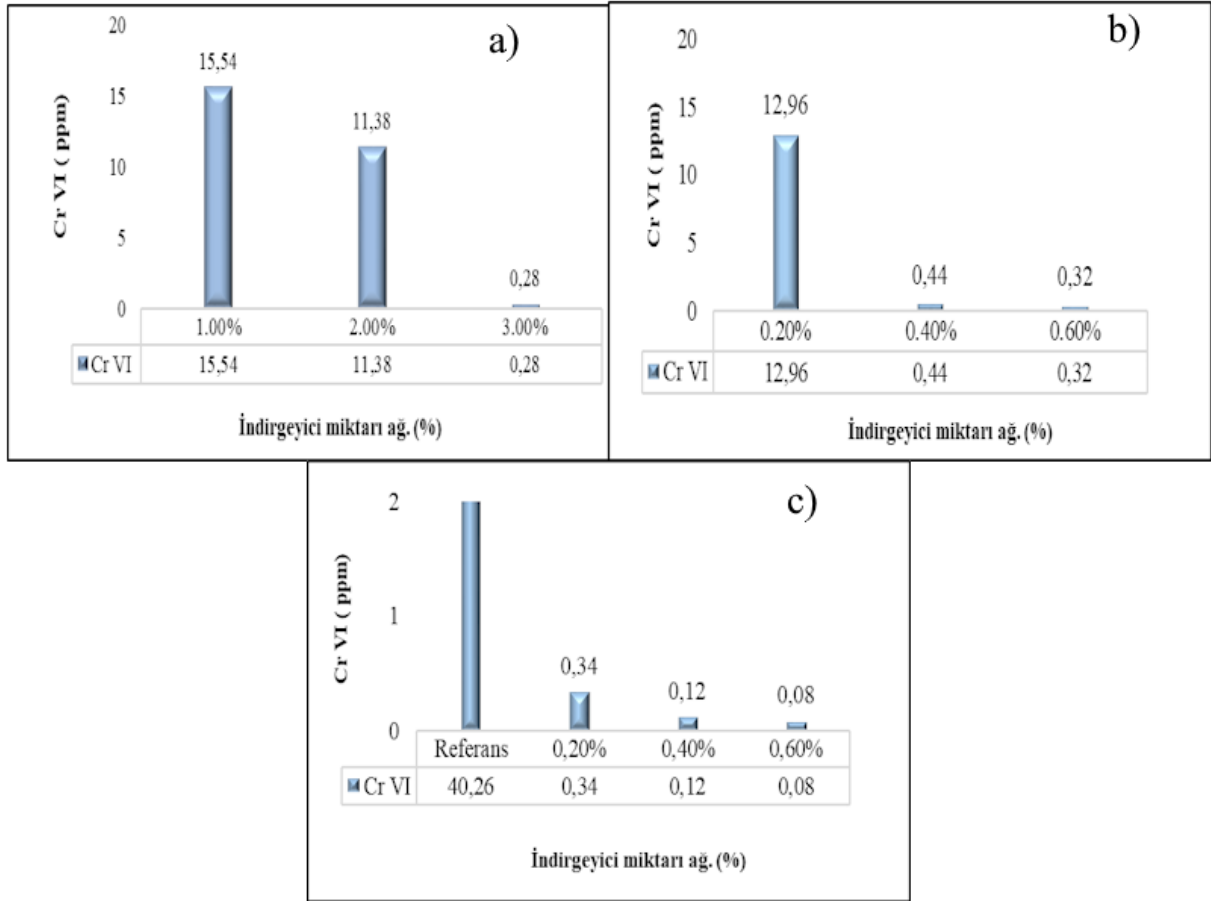 a)
Cr VI ( ppm)
20
15
10
5
0
15,54
11,38
0,28
1.00% 2.00% 3.00%
Cr VI 15,54 11,38 0,28
İndirgeyici miktarı ağ. (%)
b)
Cr VI ( ppm)
20
15
10
5
0
12,96
0,44
0,32
0.20% 0.40% 0.60%
Cr VI 12,96 0,44 0,32
İndirgeyici miktarı ağ. (%)
c)
Cr VI ( ppm)
2
1
0
0,34
0,12
0,08
Referans 0,20% 0,40% 0,60%
Cr VI 40,26 0,34 0,12 0,08
İndirgeyici miktarı ağ. (%)